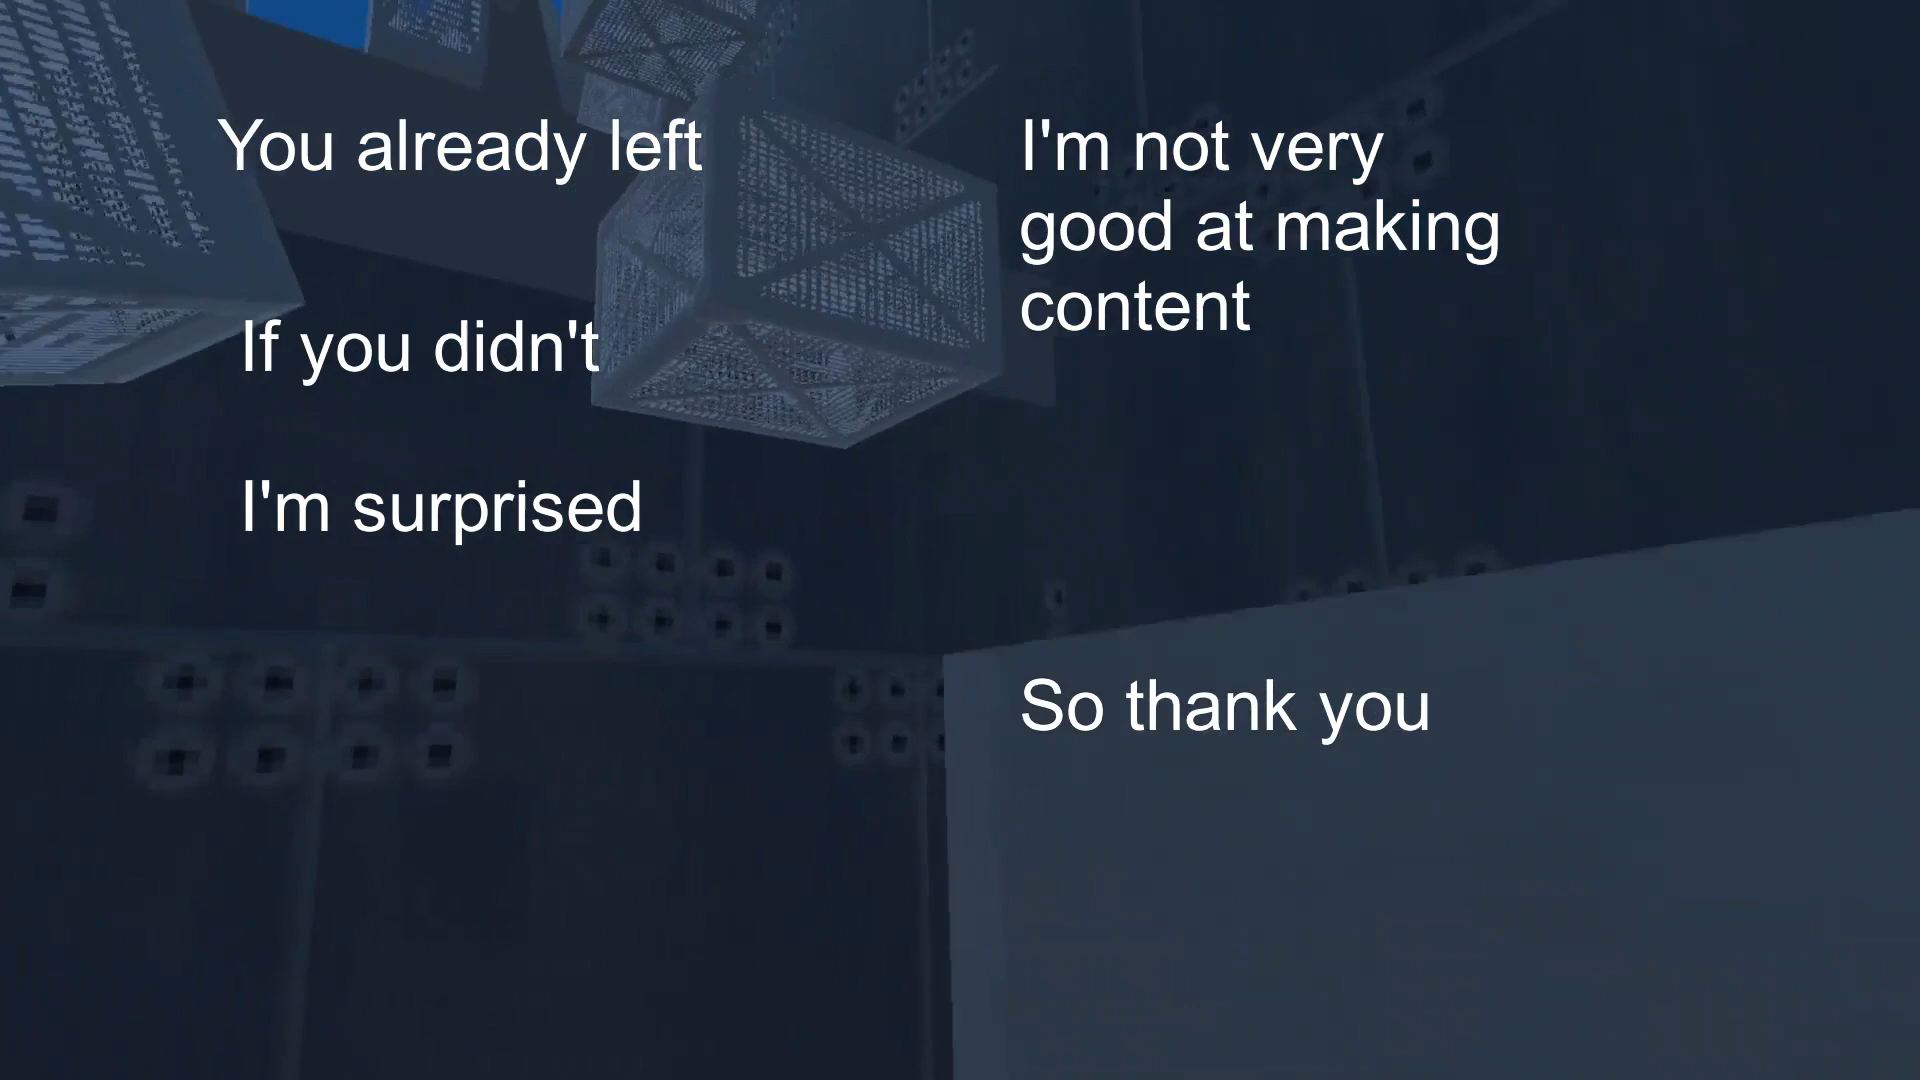 You already left
If you didn't
I'm surprised
I'm not very
good at making
content
So thank you